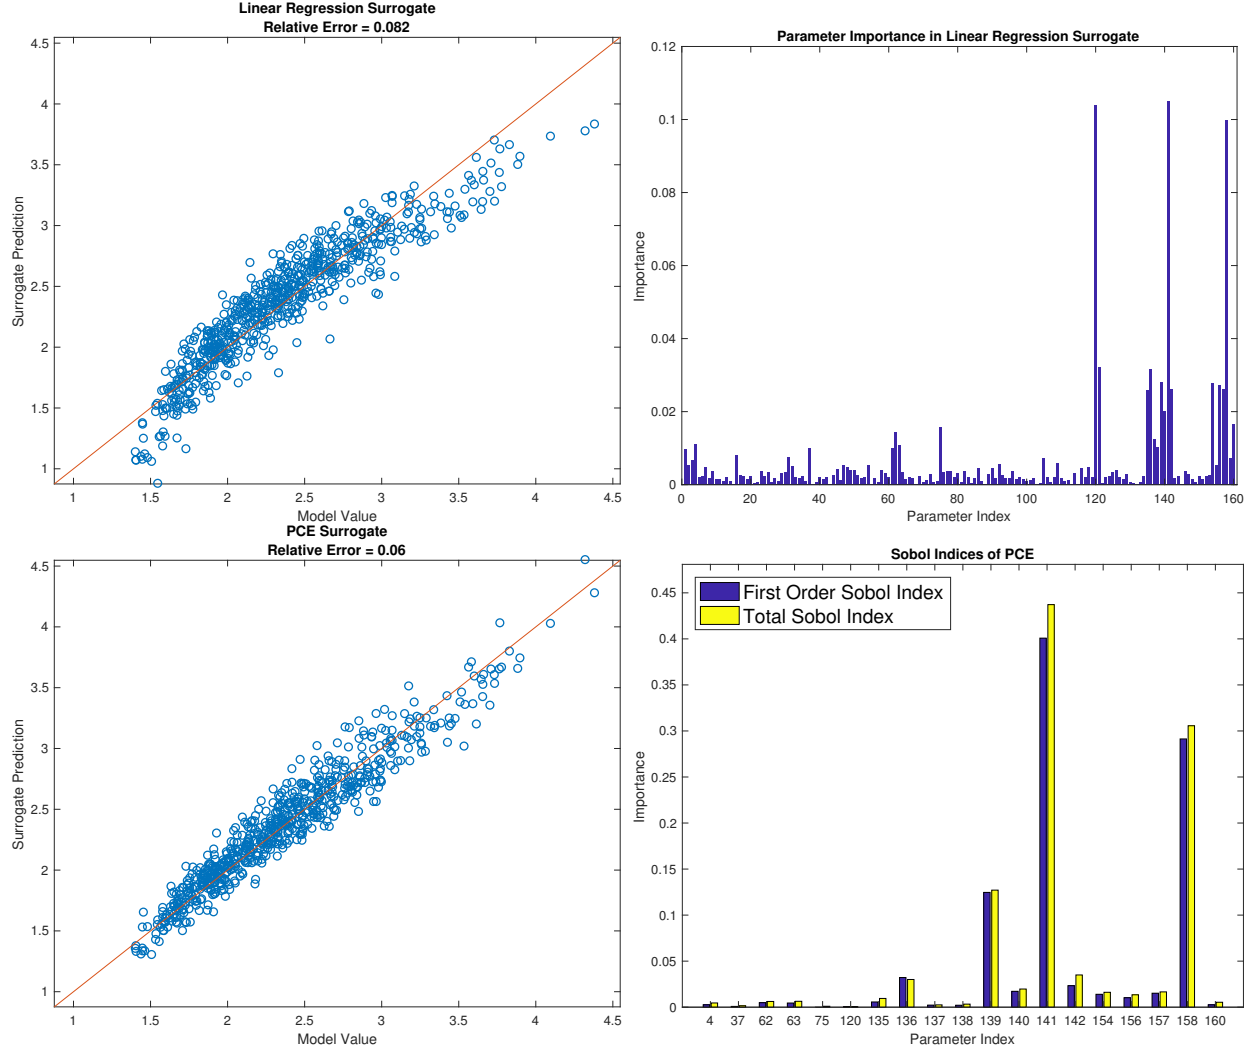 Linear Regression Surrogate
Relative Error = 0.082
4.5
4
3.5
3
2.5
2
1.5
1
Surrogate Prediction
1 1.5 2 2.5 3 3.5 4 4.5
Model Value
Parameter Importance in Linear Regression Surrogate
0.12
0.1
0.08
0.06
0.04
0.02
0
Importance
0 20 40 60 80 100 120 140 160
Parameter Index
PCE Surrogate
Relative Error = 0.06
4.5
4
3.5
3
2.5
2
1.5
1
Surrogate Prediction
1 1.5 2 2.5 3 3.5 4 4.5
Model Value
Sobol Indices of PCE
First Order Sobol Index
Total Sobol Index
0.45
0.4
0.35
0.3
0.25
0.2
0.15
0.1
0.05
0
Importance
4 37 62 63 75 120 135 136 137 138 139 140 141 142 154 156 157 158 160
Parameter Index